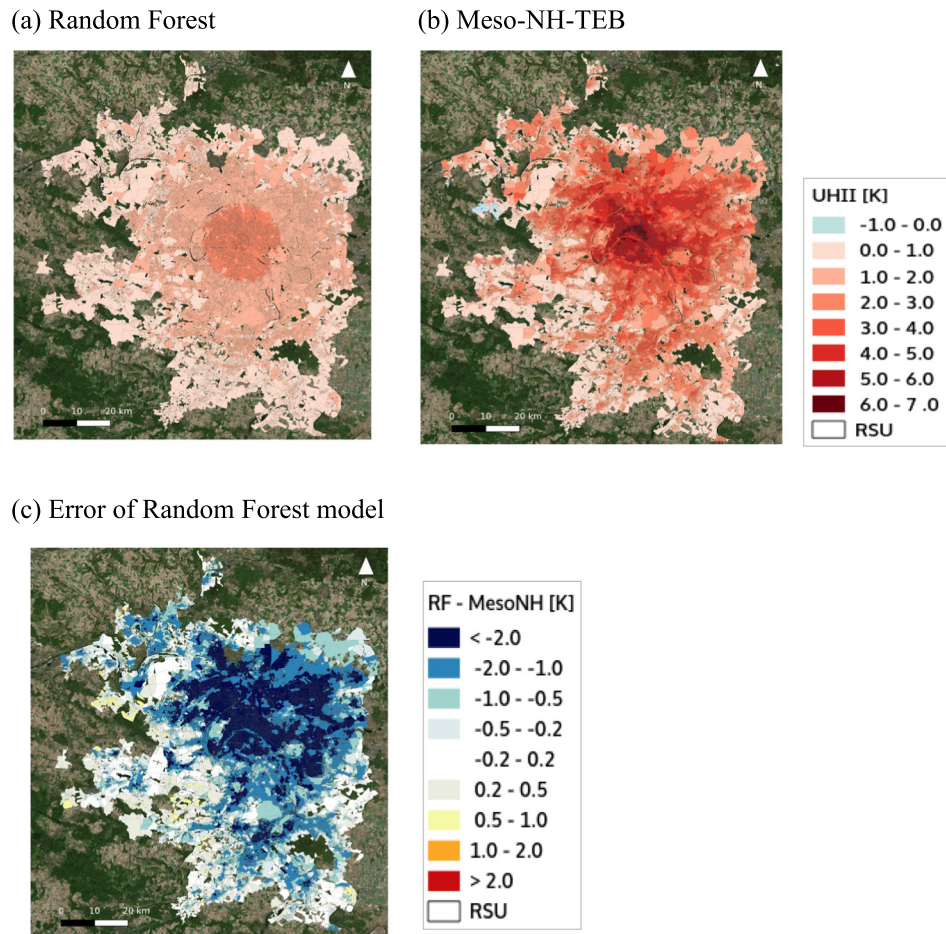 (a) Random Forest
(b) Meso-NH-TEB
N
0 10 20 km
N
0 10 20 km
UHII [K]
-1.0 - 0.0
0.0 - 1.0
1.0 - 2.0
2.0 - 3.0
3.0 - 4.0
4.0 - 5.0
5.0 - 6.0
6.0 - 7 .0
RSU
(c) Error of Random Forest model
N
0 10 20 km
RF - MesoNH [K]
< -2.0
-2.0 - -1.0
-1.0 - -0.5
-0.5 - -0.2
-0.2 - 0.2
0.2 - 0.5
0.5 - 1.0
1.0 - 2.0
> 2.0
RSU